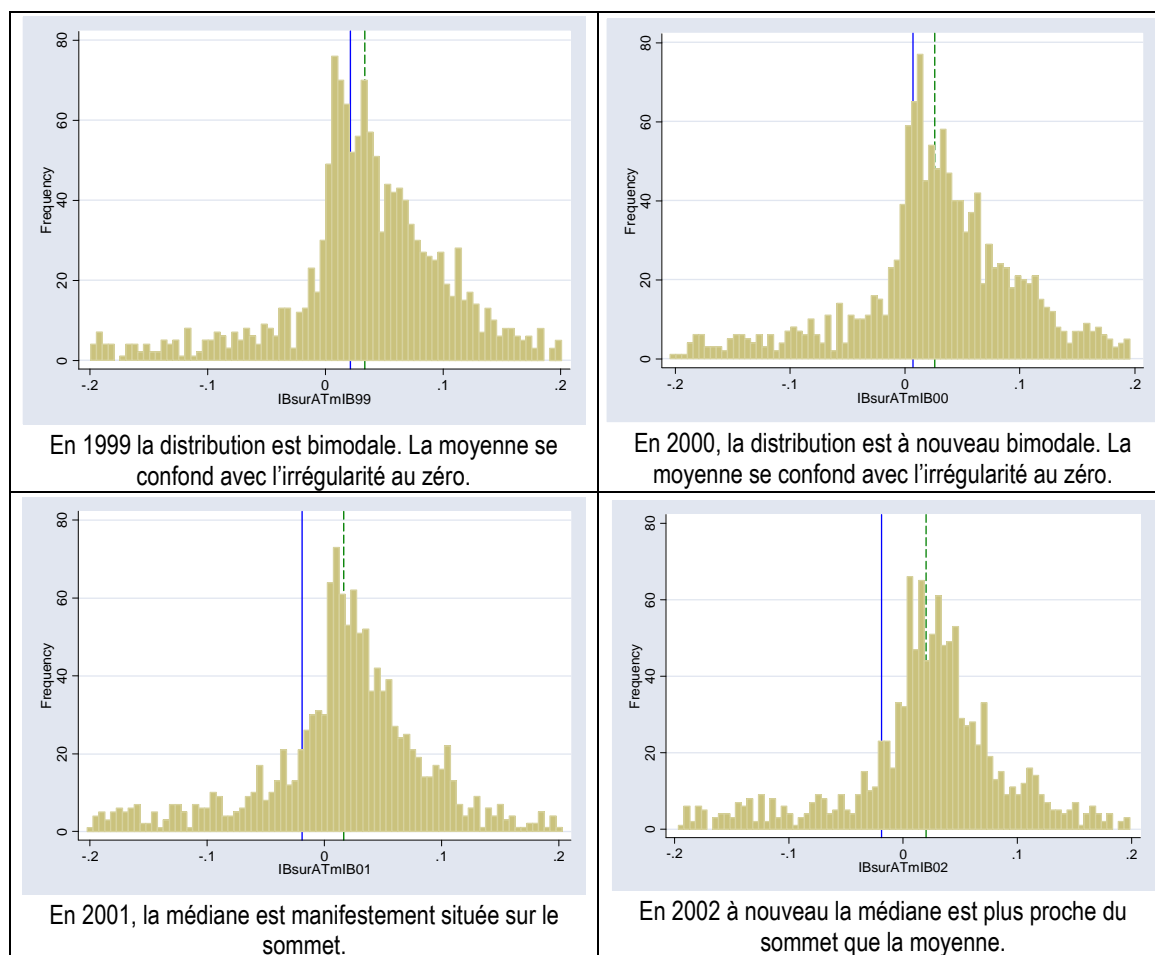 80
60
40
20
0
Frequency
-.2
-.1
0
.1
.2
IBsurATmIB99
En 1999 la distribution est bimodale. La moyenne se
confond avec l'irrégularité au zéro.
80
60
40
20
0
Frequency
-.2
-.1
0
.1
.2
IBsurATmIB00
En 2000, la distribution est à nouveau bimodale. La
moyenne se confond avec l'irrégularité au zéro.
80
60
40
20
0
Frequency
-.2
-.1
0
.1
.2
IBsurATmIB01
En 2001, la médiane est manifestement située sur le
sommet.
80
60
40
20
0
Frequency
-.2
-.1
0
.1
.2
IBsurATmIB02
En 2002 à nouveau la médiane est plus proche du
sommet que la moyenne.